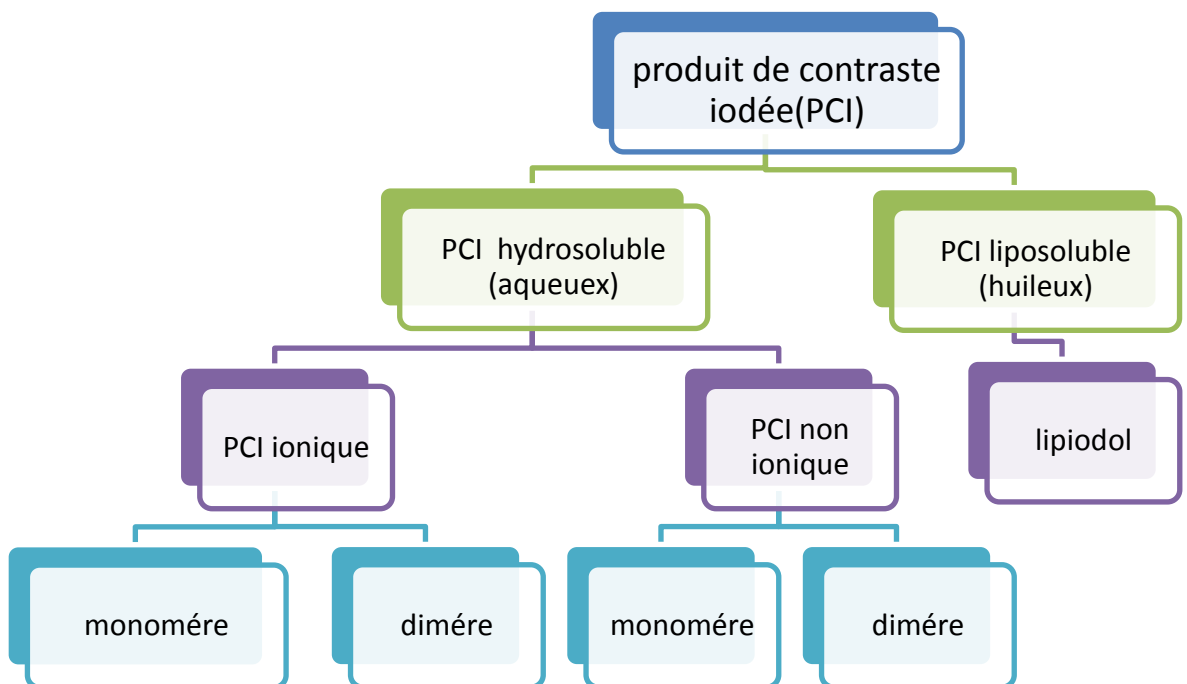 produit de contraste
iodée(PCI)
PCI hydrosoluble
(aqueuex)
PCI liposoluble
(huileux)
PCI ionique
PCI non
ionique
lipiodol
monomére
dimére
monomére
dimére